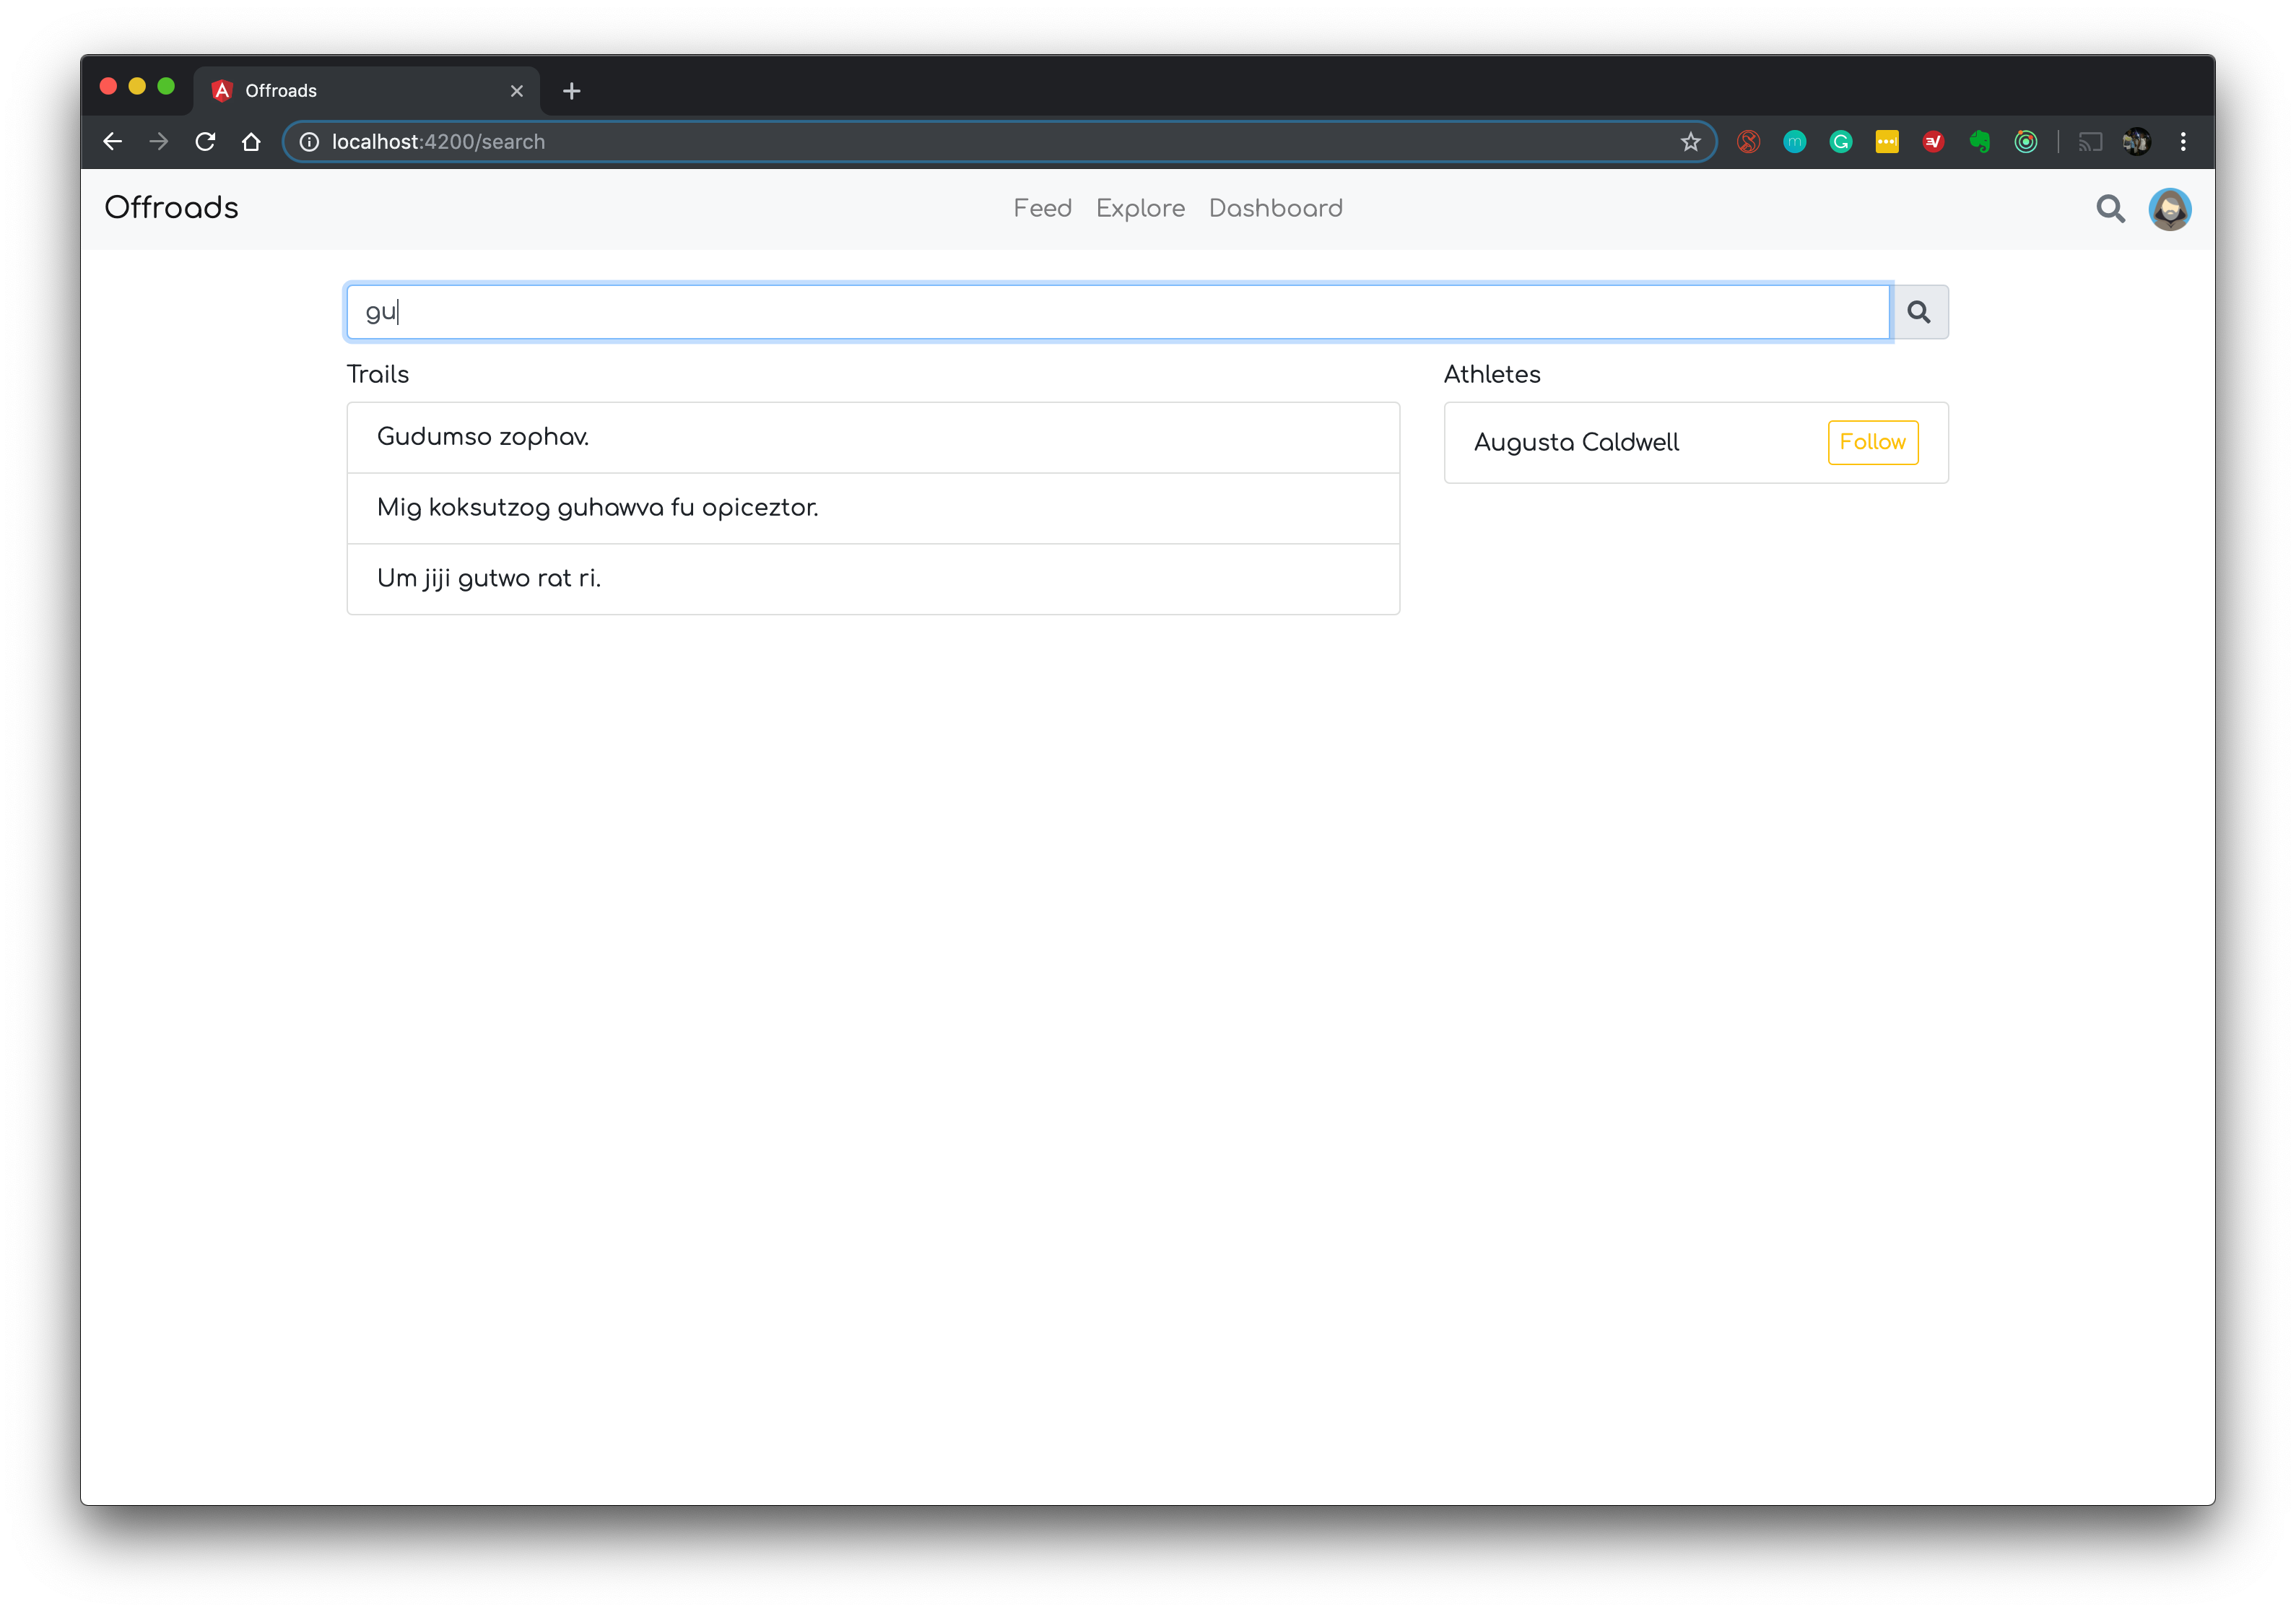 Offroads
localhost:4200/search
Offroads
Feed Explore Dashboard
gu
Trails
Gudumso zophav.
Mig koksutzog guhawva fu opiceztor.
Um jiji gutwo rat ri.
Athletes
Augusta Caldwell
Follow